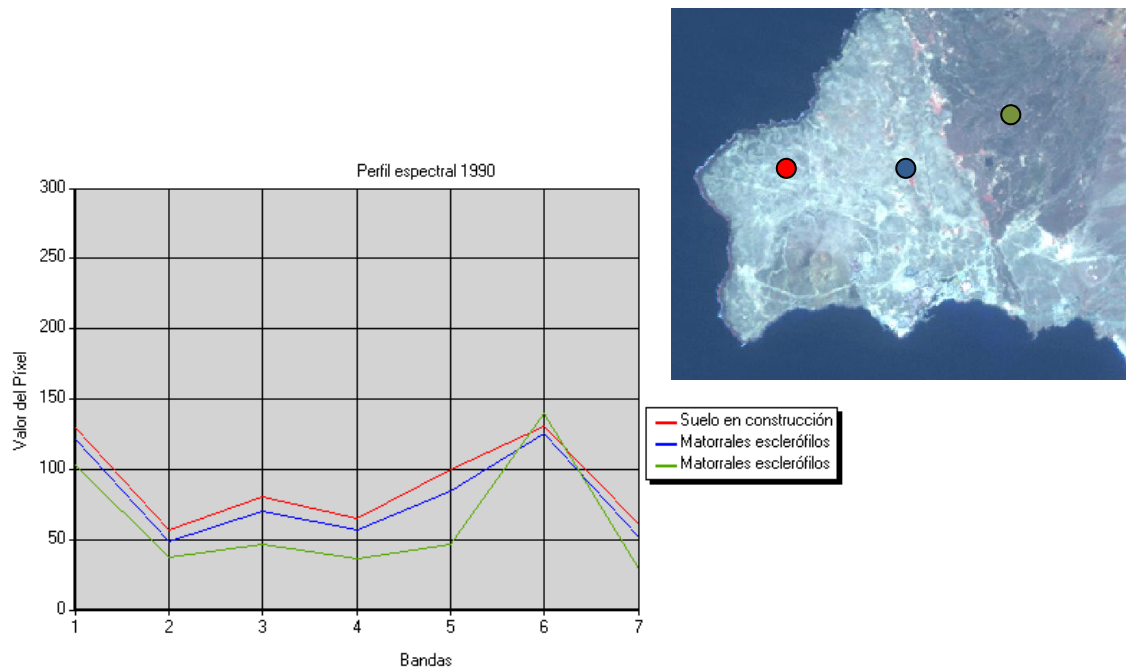 Perfil espectral 1990
300
250
200
150
100
50
0
Valor del Píxel
1 2 3 4 5 6 7
Bandas
Suelo en construcción
Matorrales esclerófilos
Matorrales esclerófilos